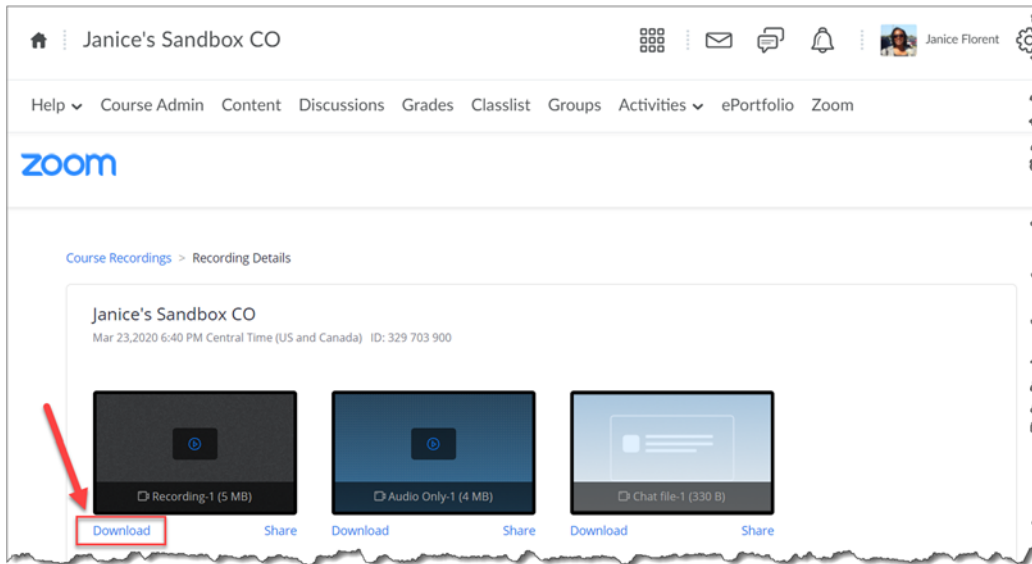 Janice's Sandbox CO
Janice Florent
Help Course Admin Content Discussions Grades Classlist Groups Activities ePortfolio Zoom
zoom
Course Recordings > Recording Details
Janice's Sandbox CO
Mar 23,2020 6:40 PM Central Time (US and Canada) ID: 329 703 900
Recording-1 (5 MB) Audio Only-1 (4 MB) Chat file-1 (330 B)
Download Share Download Share Download Share